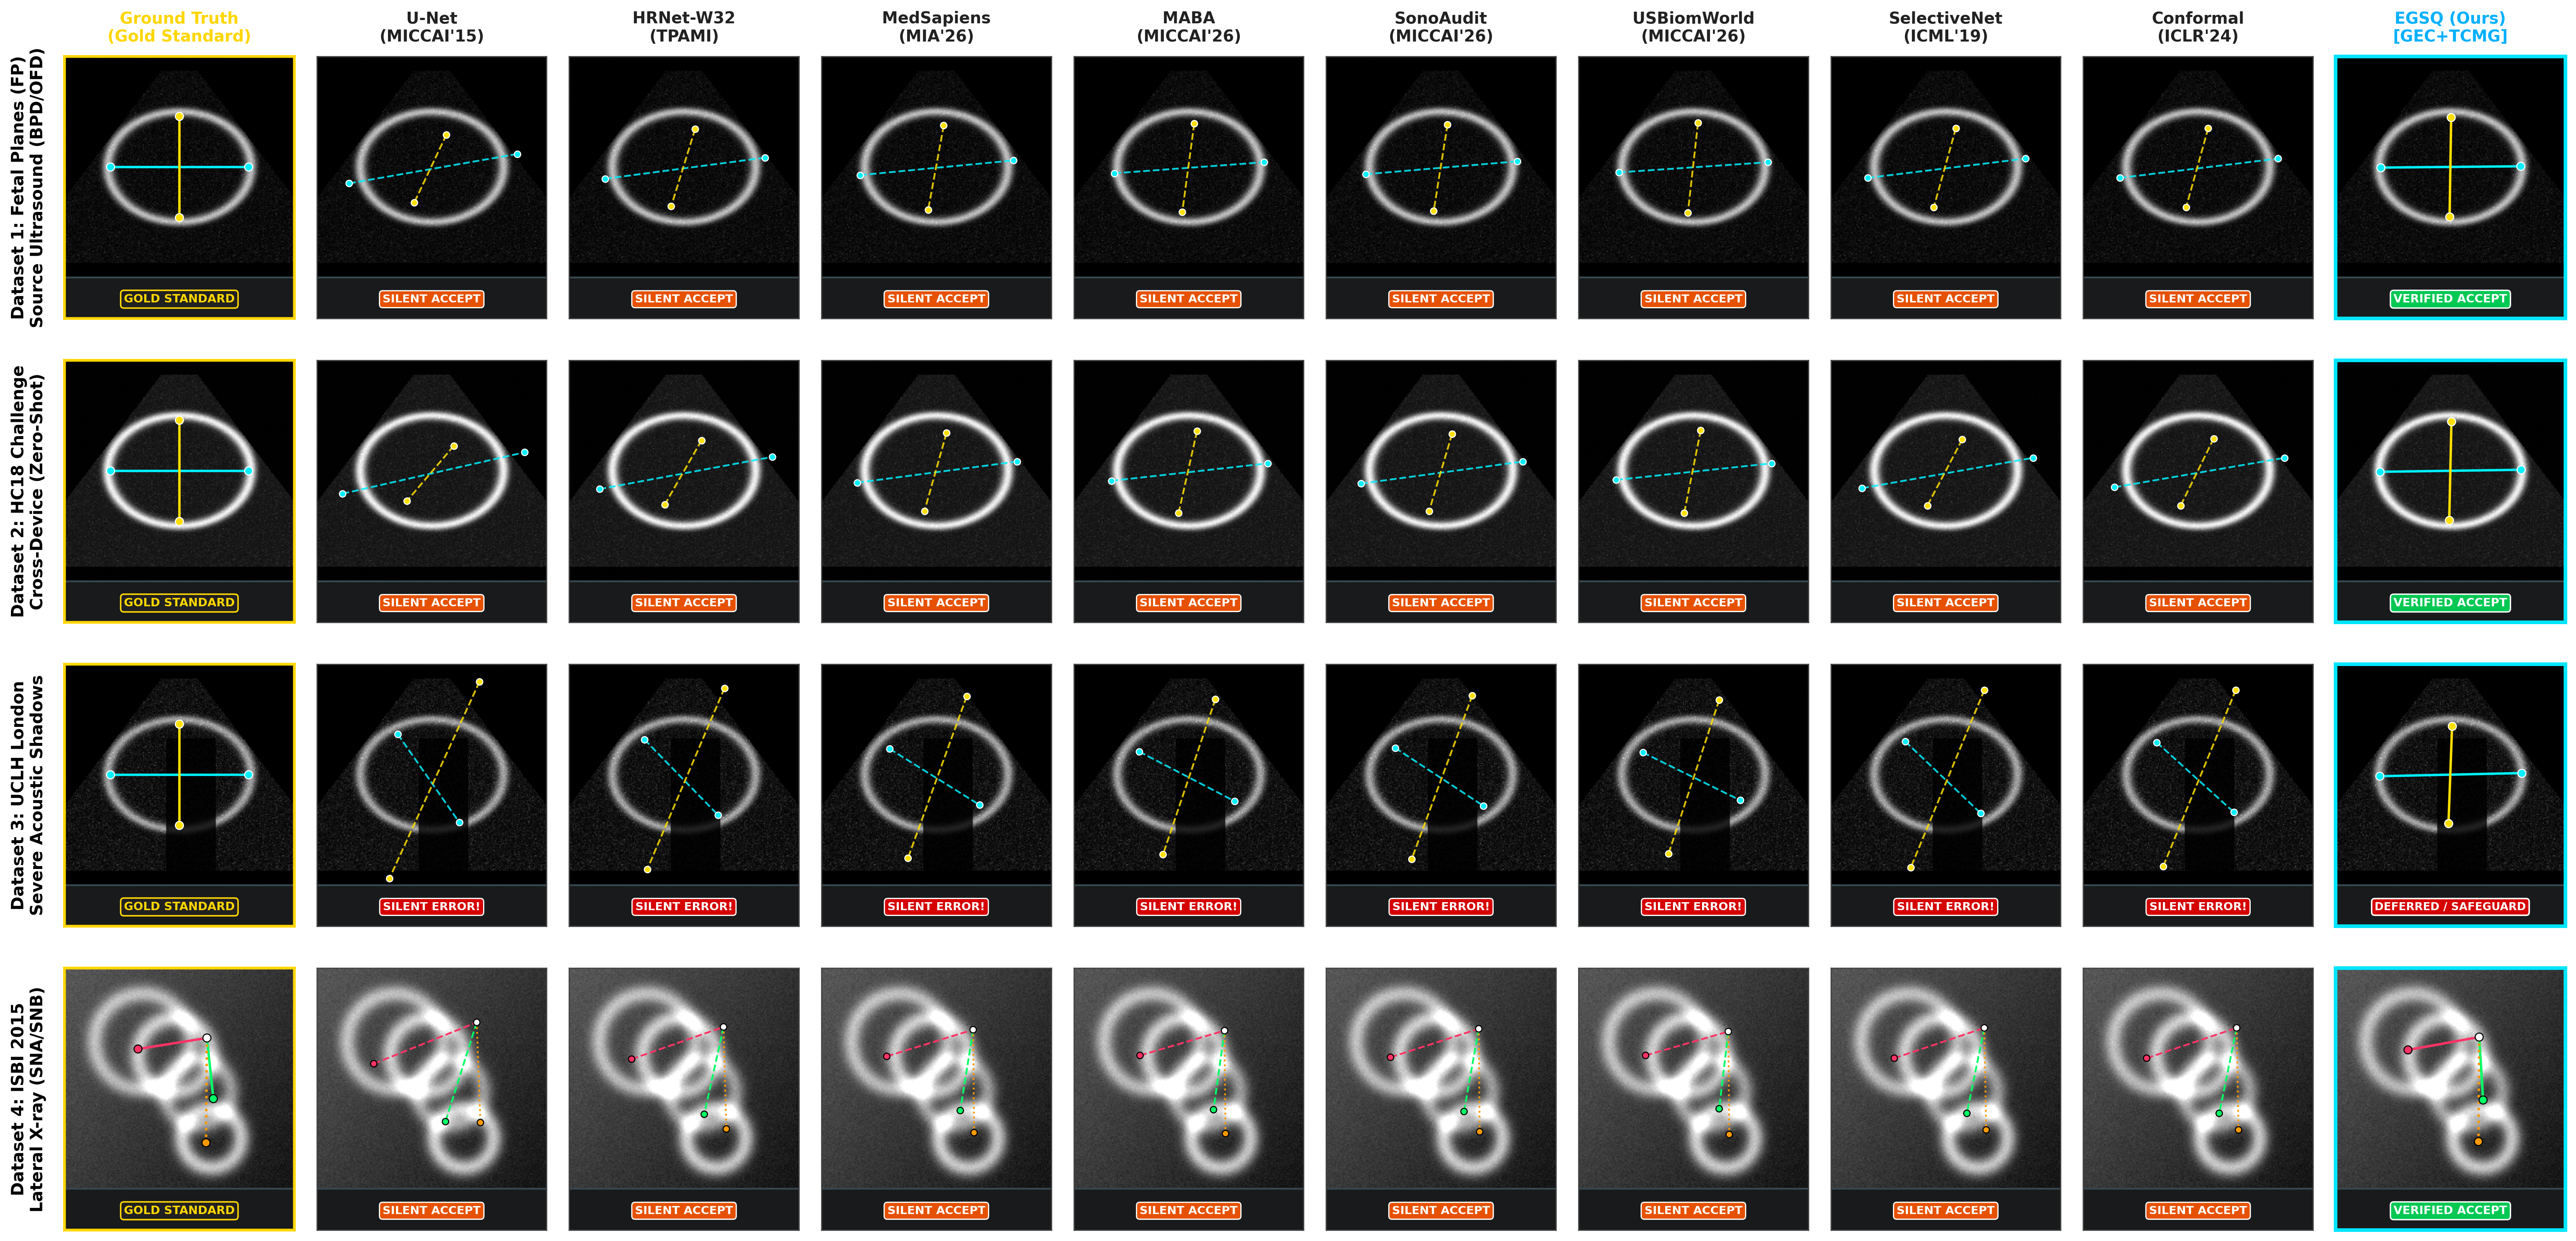 Ground Truth
(Gold Standard)
U-Net
(MICCAI'15)
HRNet-W32
(TPAMI)
MedSapiens
(MIA'26)
MABA
(MICCAI'26)
SonoAudit
(MICCAI'26)
USBiomWorld
(MICCAI'26)
SelectiveNet
(ICML'19)
Conformal
(ICLR'24)
EGSQ (Ours)
[GEC+TCMG]
Dataset 1: Fetal Planes (FP)
Source Ultrasound (BPD/OFD)
GOLD STANDARD
SILENT ACCEPT
SILENT ACCEPT
SILENT ACCEPT
SILENT ACCEPT
SILENT ACCEPT
SILENT ACCEPT
SILENT ACCEPT
SILENT ACCEPT
VERIFIED ACCEPT
Dataset 2: HC18 Challenge
Cross-Device (Zero-Shot)
GOLD STANDARD
SILENT ACCEPT
SILENT ACCEPT
SILENT ACCEPT
SILENT ACCEPT
SILENT ACCEPT
SILENT ACCEPT
SILENT ACCEPT
SILENT ACCEPT
VERIFIED ACCEPT
Dataset 3: UCLH London
Severe Acoustic Shadows
GOLD STANDARD
SILENT ERROR!
SILENT ERROR!
SILENT ERROR!
SILENT ERROR!
SILENT ERROR!
SILENT ERROR!
SILENT ERROR!
SILENT ERROR!
DEFERRED / SAFEGUARD
Dataset 4: ISBI 2015
Lateral X-ray (SNA/SNB)
GOLD STANDARD
SILENT ACCEPT
SILENT ACCEPT
SILENT ACCEPT
SILENT ACCEPT
SILENT ACCEPT
SILENT ACCEPT
SILENT ACCEPT
SILENT ACCEPT
VERIFIED ACCEPT